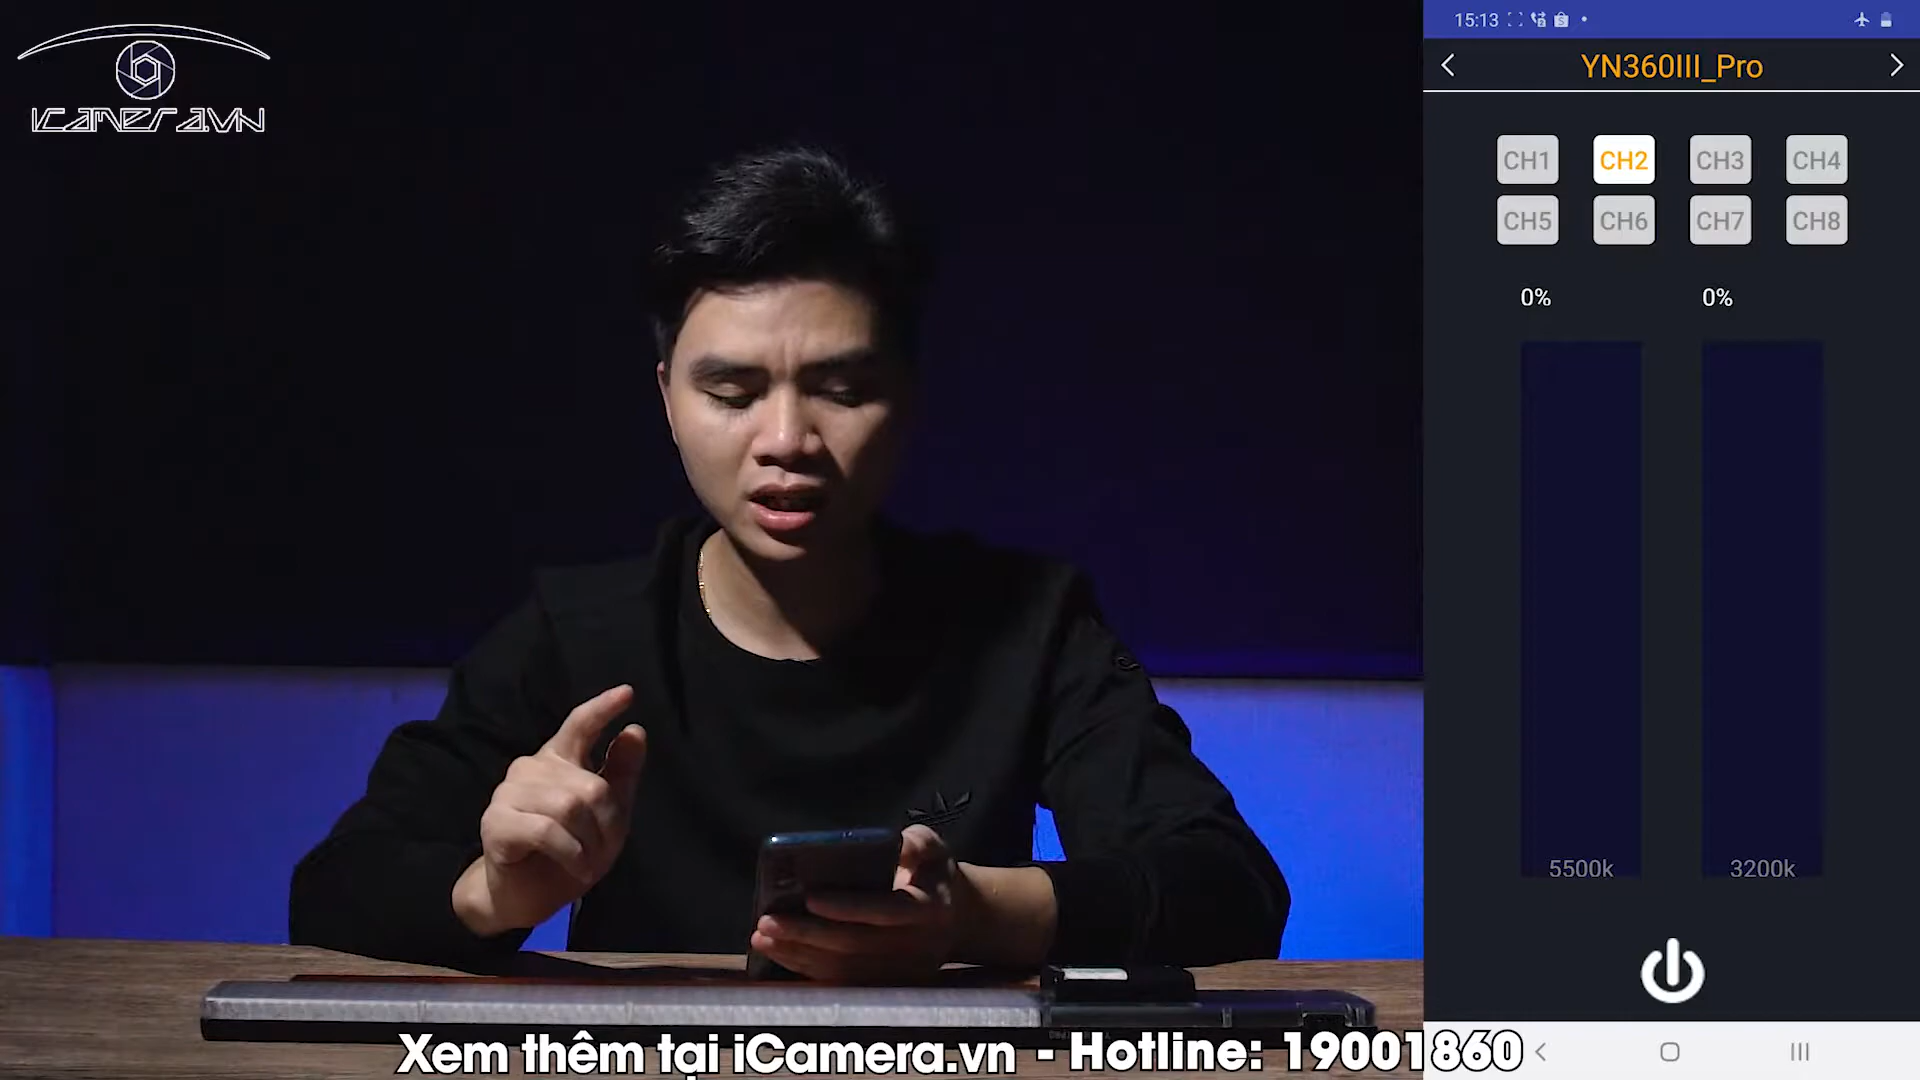 iCAMERA.VN
15:13
YN360III_Pro
CH1 CH2 CH3 CH4
CH5 CH6 CH7 CH8
0% 0%
5500k 3200k
Xem thêm tại iCamera.vn - Hotline: 19001860